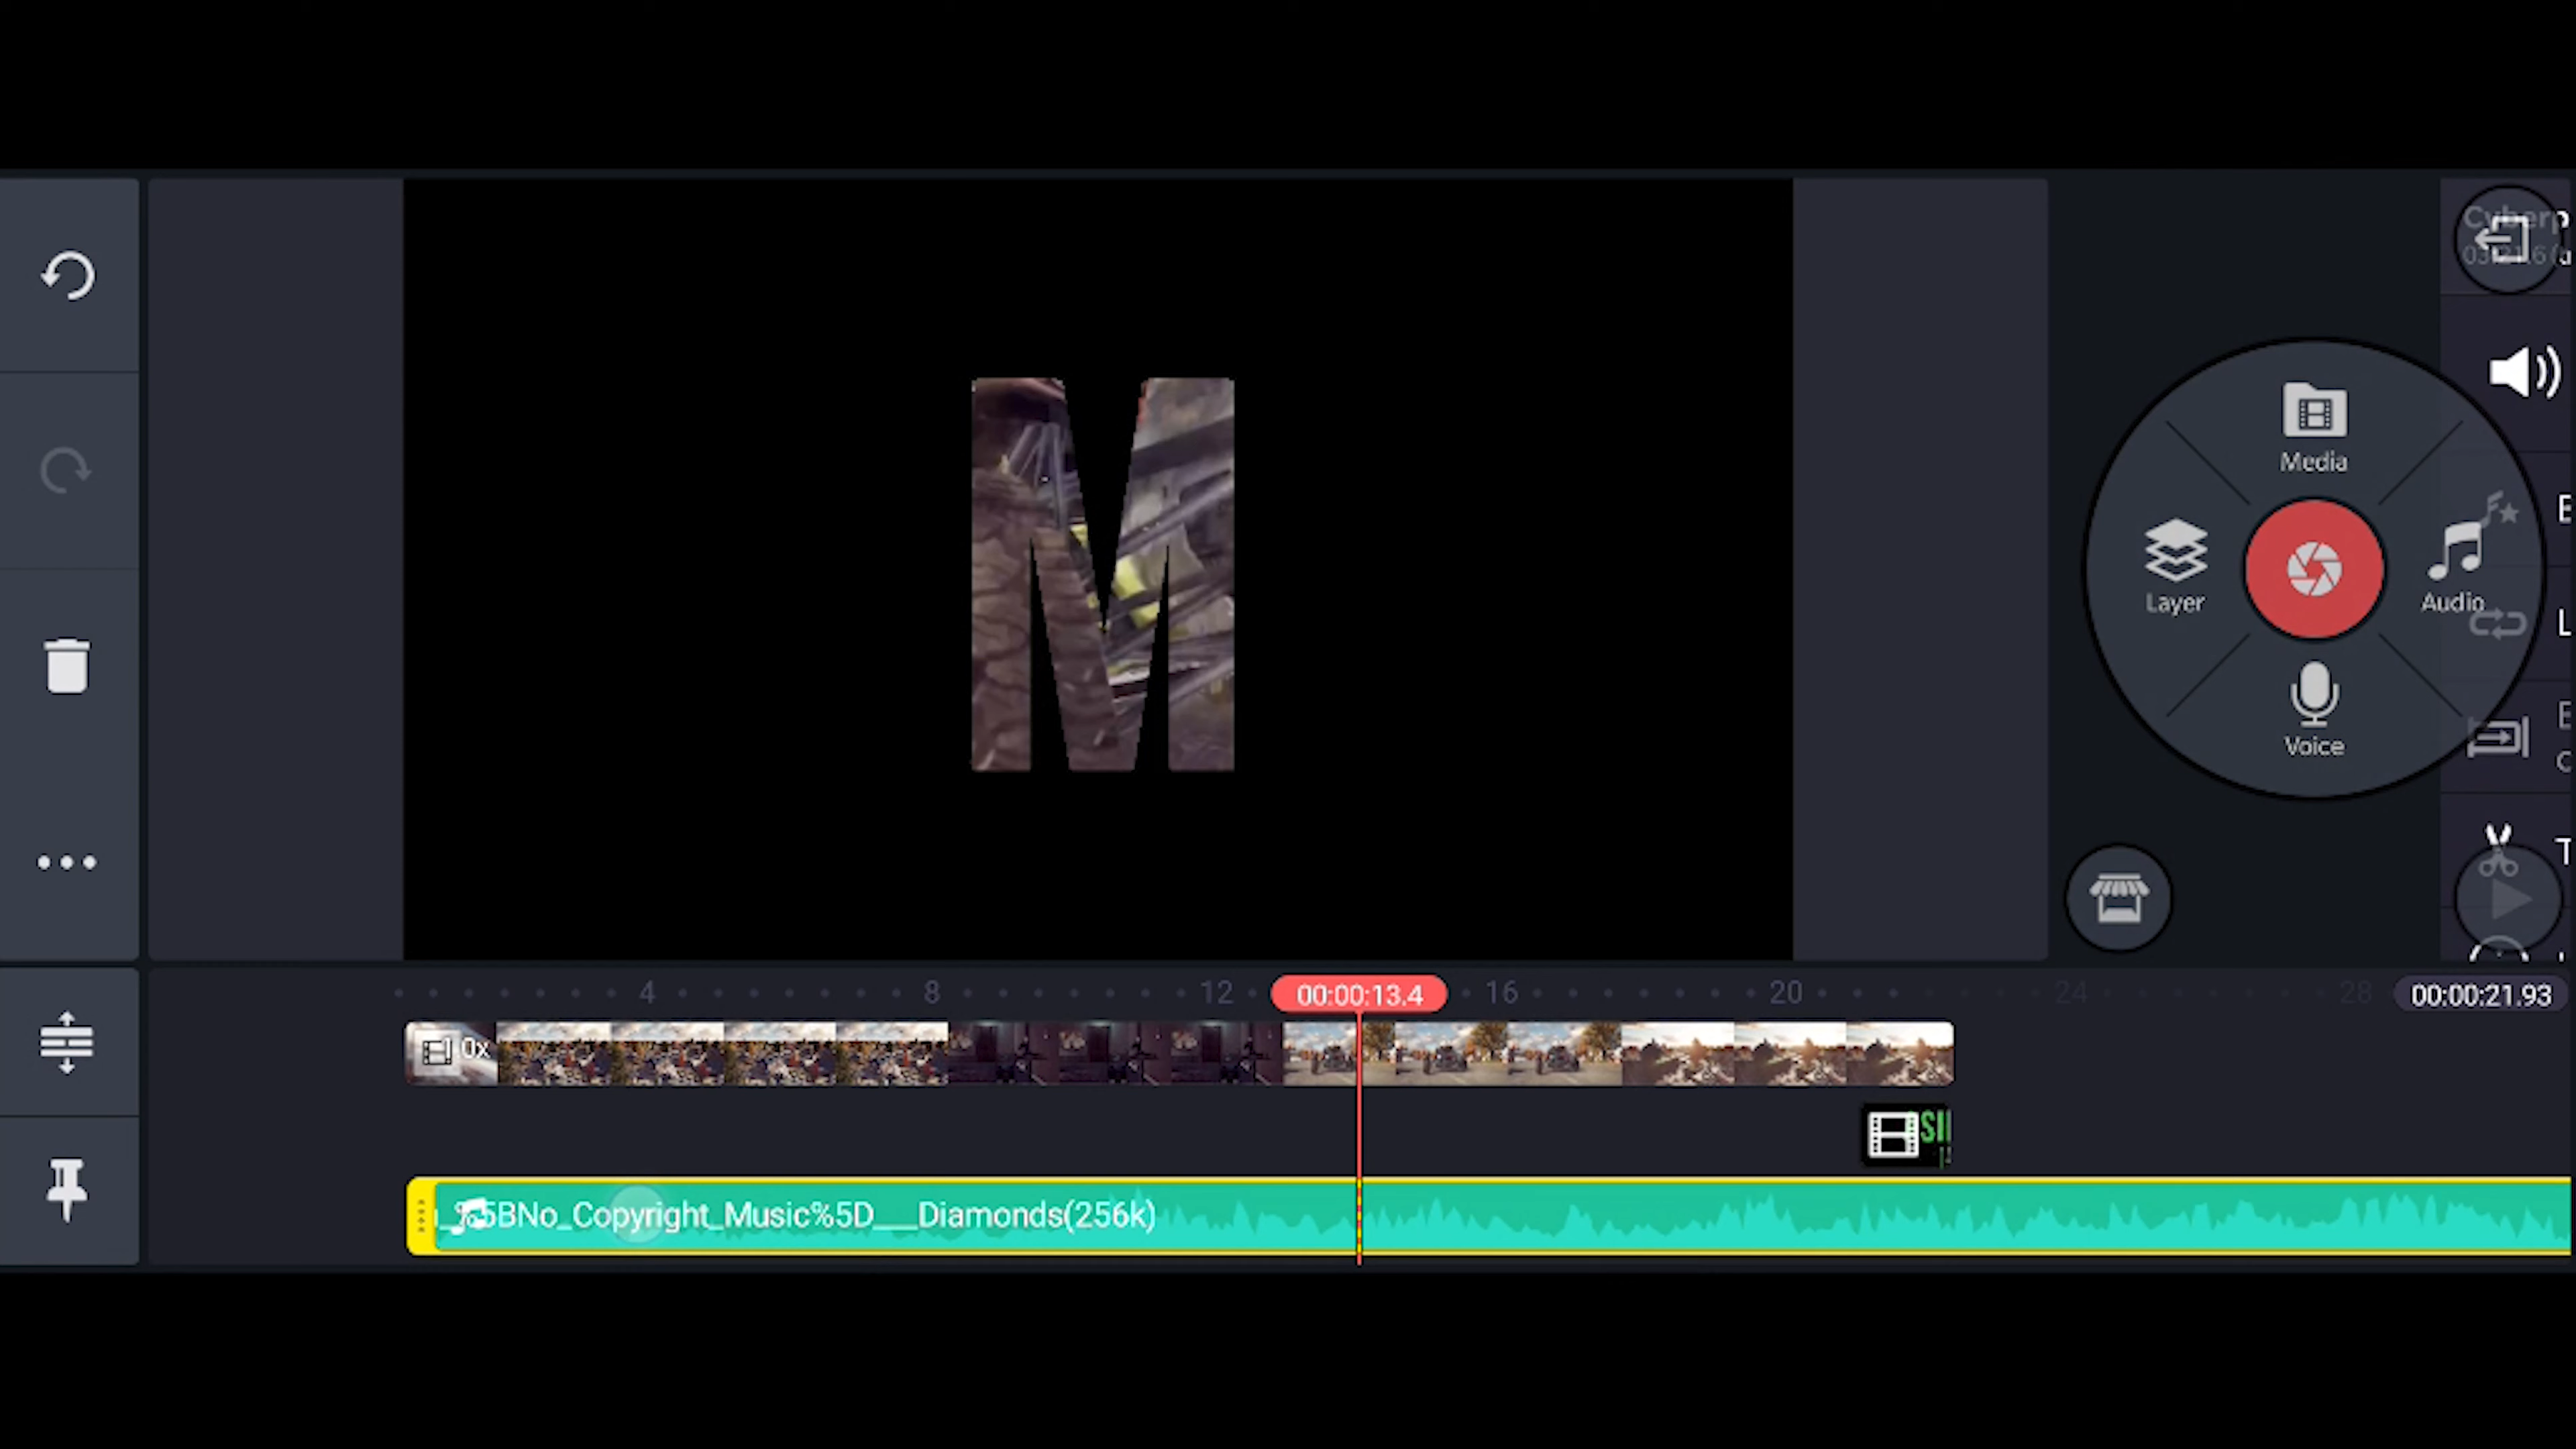 M
Media
Layer
Audio
Voice
4
8
12
00:00:13.4
16
20
24
28
00:00:21.93
0x
SII
_%5BNo_Copyright_Music%5D___Diamonds(256k)